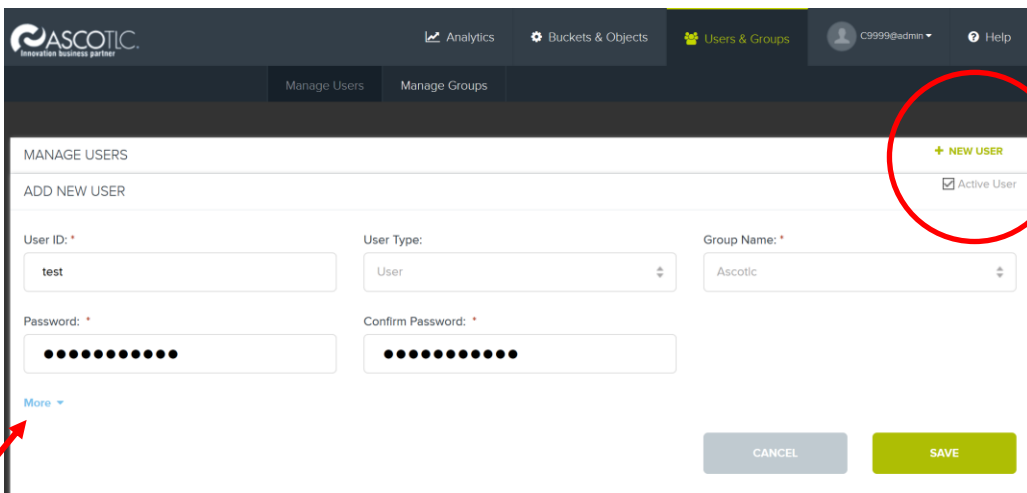 ASCOTLC.
Innovation business partner
Analytics
Buckets & Objects
Users & Groups
C9999@admin
Help
Manage Users
Manage Groups
MANAGE USERS
+ NEW USER
ADD NEW USER
Active User
User ID: *
User Type:
Group Name: *
test
User
Ascotlc
Password: *
Confirm Password: *
●●●●●●●●●●●
●●●●●●●●●●●
More
CANCEL
SAVE